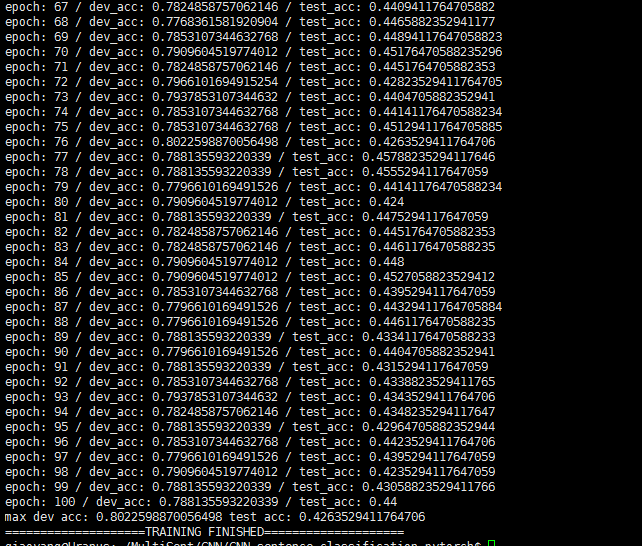 epoch: 67 / dev_acc: 0.7824858757062146 / test_acc: 0.4409411764705882
epoch: 68 / dev_acc: 0.7768361581920904 / test_acc: 0.4465882352941177
epoch: 69 / dev_acc: 0.7853107344632768 / test_acc: 0.44894117647058823
epoch: 70 / dev_acc: 0.7909604519774012 / test_acc: 0.45176470588235296
epoch: 71 / dev_acc: 0.7824858757062146 / test_acc: 0.4451764705882353
epoch: 72 / dev_acc: 0.7966101694915254 / test_acc: 0.42823529411764705
epoch: 73 / dev_acc: 0.7937853107344632 / test_acc: 0.4404705882352941
epoch: 74 / dev_acc: 0.7853107344632768 / test_acc: 0.44141176470588234
epoch: 75 / dev_acc: 0.7853107344632768 / test_acc: 0.45129411764705885
epoch: 76 / dev_acc: 0.8022598870056498 / test_acc: 0.4263529411764706
epoch: 77 / dev_acc: 0.788135593220339 / test_acc: 0.45788235294117646
epoch: 78 / dev_acc: 0.788135593220339 / test_acc: 0.4555294117647059
epoch: 79 / dev_acc: 0.7796610169491526 / test_acc: 0.44141176470588234
epoch: 80 / dev_acc: 0.7909604519774012 / test_acc: 0.424
epoch: 81 / dev_acc: 0.788135593220339 / test_acc: 0.4475294117647059
epoch: 82 / dev_acc: 0.7824858757062146 / test_acc: 0.4451764705882353
epoch: 83 / dev_acc: 0.7824858757062146 / test_acc: 0.4461176470588235
epoch: 84 / dev_acc: 0.7909604519774012 / test_acc: 0.448
epoch: 85 / dev_acc: 0.7909604519774012 / test_acc: 0.4527058823529412
epoch: 86 / dev_acc: 0.7853107344632768 / test_acc: 0.4395294117647059
epoch: 87 / dev_acc: 0.7796610169491526 / test_acc: 0.44329411764705884
epoch: 88 / dev_acc: 0.7796610169491526 / test_acc: 0.4461176470588235
epoch: 89 / dev_acc: 0.788135593220339 / test_acc: 0.43341176470588233
epoch: 90 / dev_acc: 0.7796610169491526 / test_acc: 0.4404705882352941
epoch: 91 / dev_acc: 0.788135593220339 / test_acc: 0.4315294117647059
epoch: 92 / dev_acc: 0.7853107344632768 / test_acc: 0.4338823529411765
epoch: 93 / dev_acc: 0.7937853107344632 / test_acc: 0.4343529411764706
epoch: 94 / dev_acc: 0.7824858757062146 / test_acc: 0.4348235294117647
epoch: 95 / dev_acc: 0.788135593220339 / test_acc: 0.42964705882352944
epoch: 96 / dev_acc: 0.7853107344632768 / test_acc: 0.4423529411764706
epoch: 97 / dev_acc: 0.7796610169491526 / test_acc: 0.4395294117647059
epoch: 98 / dev_acc: 0.7909604519774012 / test_acc: 0.4235294117647059
epoch: 99 / dev_acc: 0.788135593220339 / test_acc: 0.43058823529411766
epoch: 100 / dev_acc: 0.788135593220339 / test_acc: 0.44
max dev acc: 0.8022598870056498 test acc: 0.4263529411764706
====================TRAINING FINISHED====================